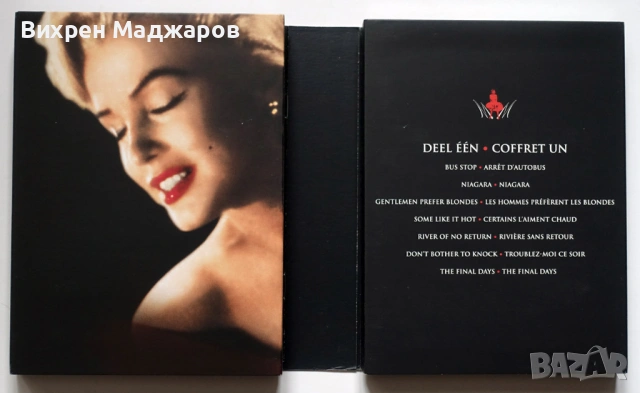 Вихрен Маджаров
DEEL ÉÉN • COFFRET UN
BUS STOP • ARRÊT D'AUTOBUS
NIAGARA • NIAGARA
GENTLEMEN PREFER BLONDES • LES HOMMES PRÉFÈRENT LES BLONDES
SOME LIKE IT HOT • CERTAINS L'AIMENT CHAUD
RIVER OF NO RETURN • RIVIÈRE SANS RETOUR
DON'T BOTHER TO KNOCK • TROUBLEZ-MOI CE SOIR
THE FINAL DAYS • THE FINAL DAYS
BAZAR